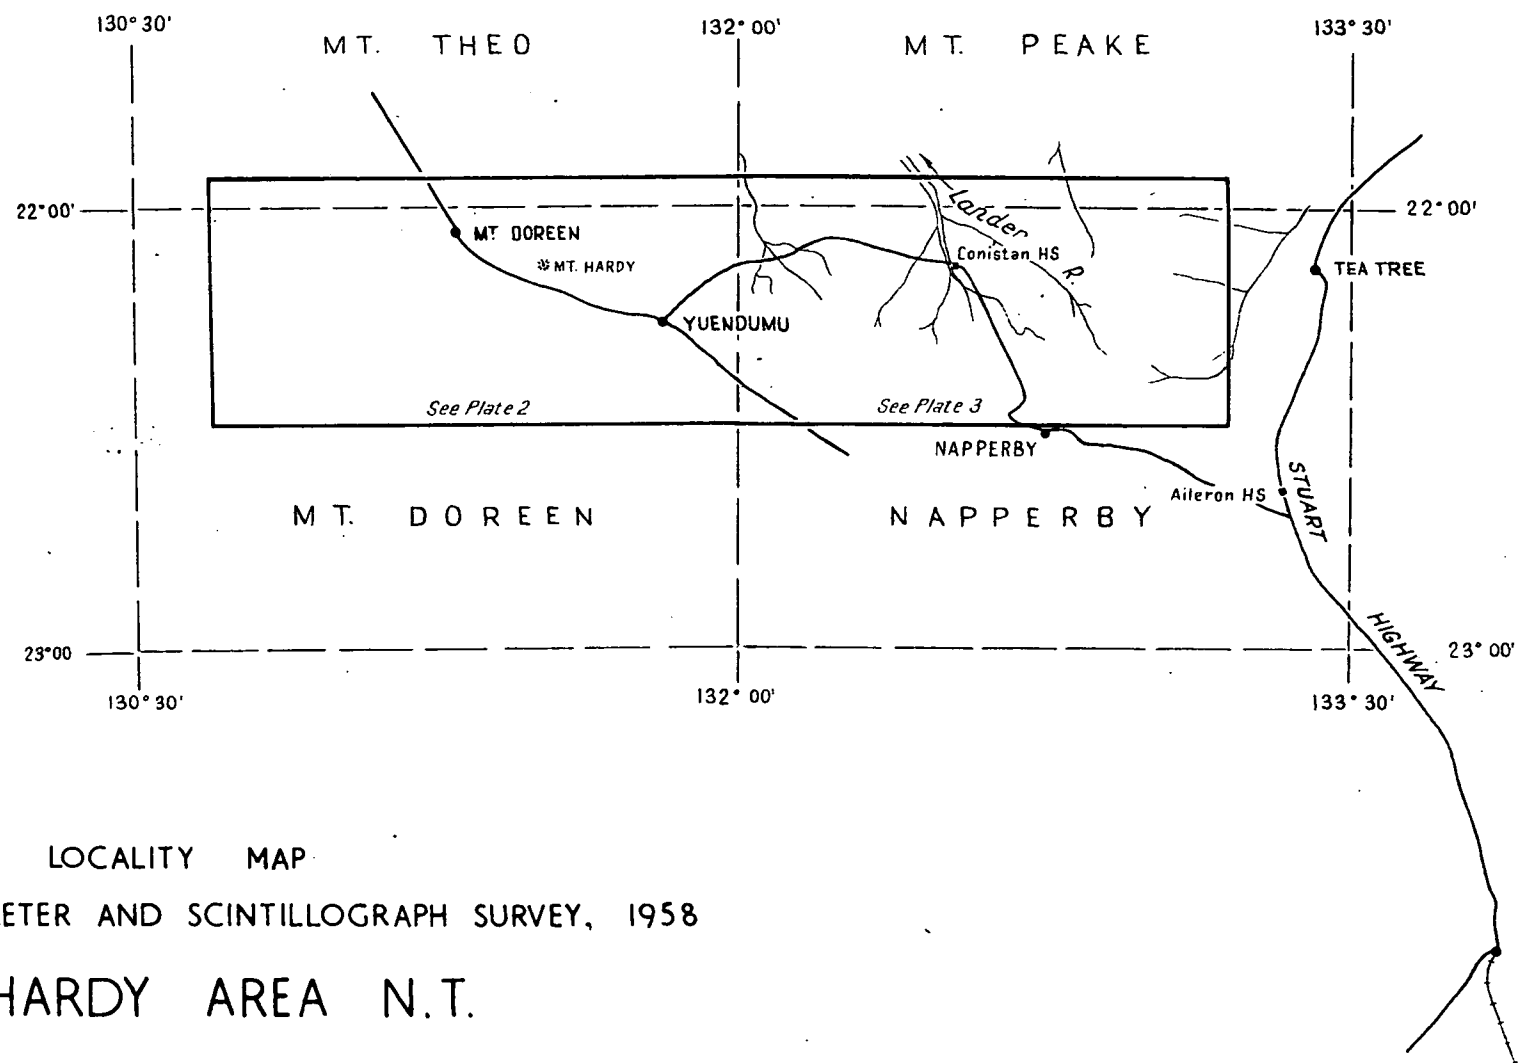 130° 30'
132° 00'
133° 30'
MT. THEO
MT. PEAKE
22° 00'
22° 00'
Lander R.
MT DOREEN
Conistan HS
MT. HARDY
TEA TREE
YUENDUMU
See Plate 2
See Plate 3
NAPPERBY
Aileron HS
STUART HIGHWAY
MT. DOREEN
NAPPERBY
23°00
23° 00'
130° 30'
132° 00'
133° 30'
LOCALITY MAP
ETER AND SCINTILLOGRAPH SURVEY, 1958
HARDY AREA N.T.